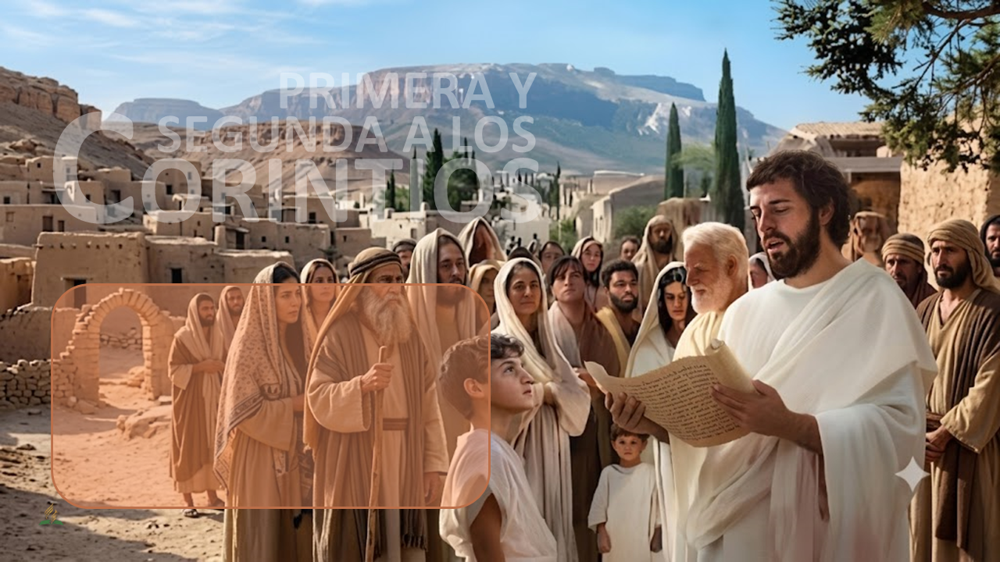 PRIMERA Y
SEGUNDA A LOS
CORINTIOS